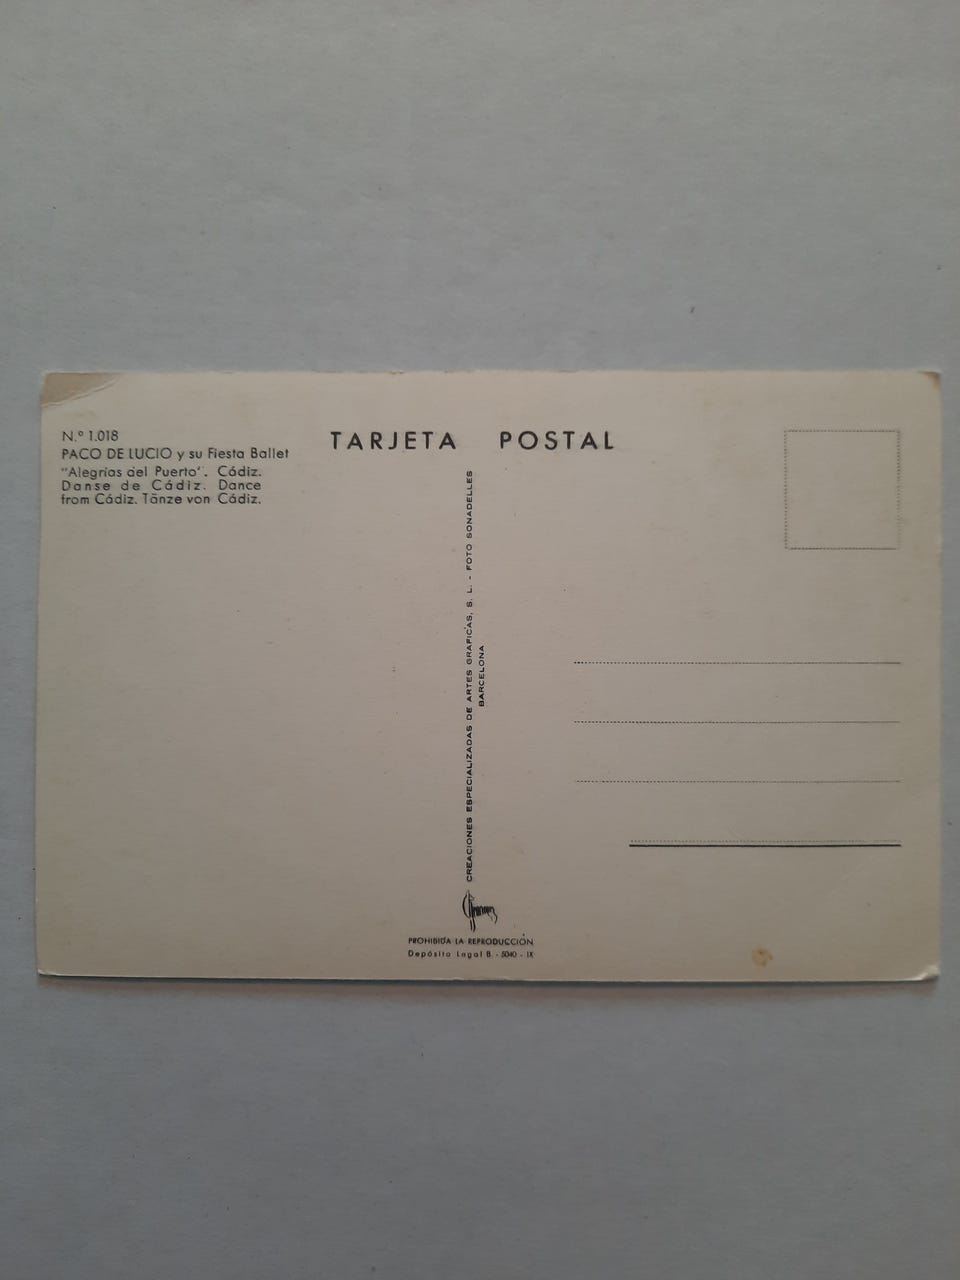 N.º 1.018
PACO DE LUCIO y su Fiesta Ballet
"Alegrías del Puerto". Cádiz.
Danse de Cádiz. Dance
from Cádiz. Tänze von Cádiz.
TARJETA POSTAL
CREACIONES ESPECIALIZADAS DE ARTES GRAFICAS, S. L. - FOTO SONADELLES
BARCELONA
PROHIBIDA LA REPRODUCCIÓN
Depósito Legal B. - 5040 - IX